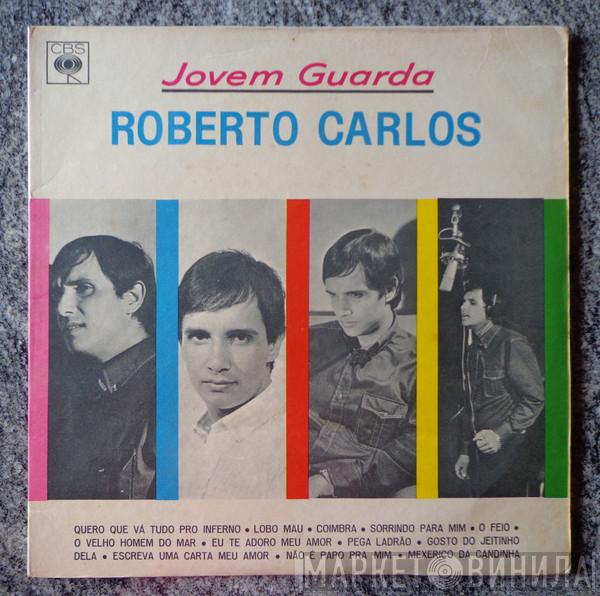 CBS
Jovem Guarda
ROBERTO CARLOS
QUERO QUE VÁ TUDO PRO INFERNO • LOBO MAU • COIMBRA • SORRINDO PARA MIM • O FEIO •
O VELHO HOMEM DO MAR • EU TE ADORO MEU AMOR • PEGA LADRÃO • GOSTO DO JEITINHO
DELA • ESCREVA UMA CARTA MEU AMOR • NÃO É PAPO PRA MIM • MEXERICO DA CANDINHA
МАРКЕТ ВИНИЛА